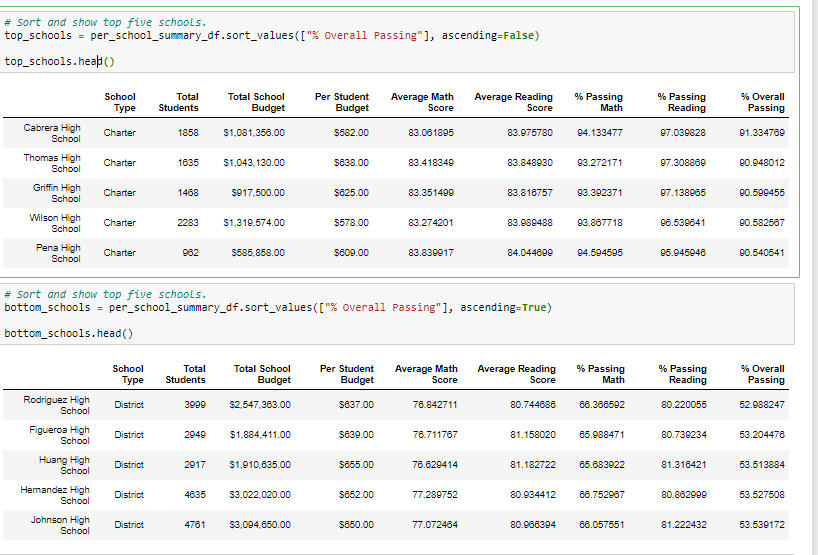 # Sort and show top five schools.
top_schools = per_school_summary_df.sort_values(["% Overall Passing"], ascending=False)
top_schools.head()
School Type Total Students Total School Budget Per Student Budget Average Math Score Average Reading Score % Passing Math % Passing Reading % Overall Passing
Cabrera High School Charter 1858 $1,081,356.00 $582.00 83.061895 83.975780 94.133477 97.039828 91.334769
Thomas High School Charter 1635 $1,043,130.00 $638.00 83.418349 83.848930 93.272171 97.308869 90.948012
Griffin High School Charter 1468 $917,500.00 $625.00 83.351499 83.816757 93.392371 97.138965 90.599455
Wilson High School Charter 2283 $1,319,574.00 $578.00 83.274201 83.989488 93.867718 96.539641 90.582567
Pena High School Charter 962 $585,858.00 $609.00 83.839917 84.044699 94.594595 95.945946 90.540541
# Sort and show top five schools.
bottom_schools = per_school_summary_df.sort_values(["% Overall Passing"], ascending=True)
bottom_schools.head()
School Type Total Students Total School Budget Per Student Budget Average Math Score Average Reading Score % Passing Math % Passing Reading % Overall Passing
Rodriguez High School District 3999 $2,547,363.00 $637.00 76.842711 80.744686 66.366592 80.220055 52.988247
Figueroa High School District 2949 $1,884,411.00 $639.00 76.711767 81.158020 65.988471 80.739234 53.204476
Huang High School District 2917 $1,910,635.00 $655.00 76.629414 81.182722 65.683922 81.316421 53.513884
Hernandez High School District 4635 $3,022,020.00 $652.00 77.289752 80.934412 66.752967 80.862999 53.527508
Johnson High School District 4761 $3,094,650.00 $650.00 77.072464 80.966394 66.057551 81.222432 53.539172